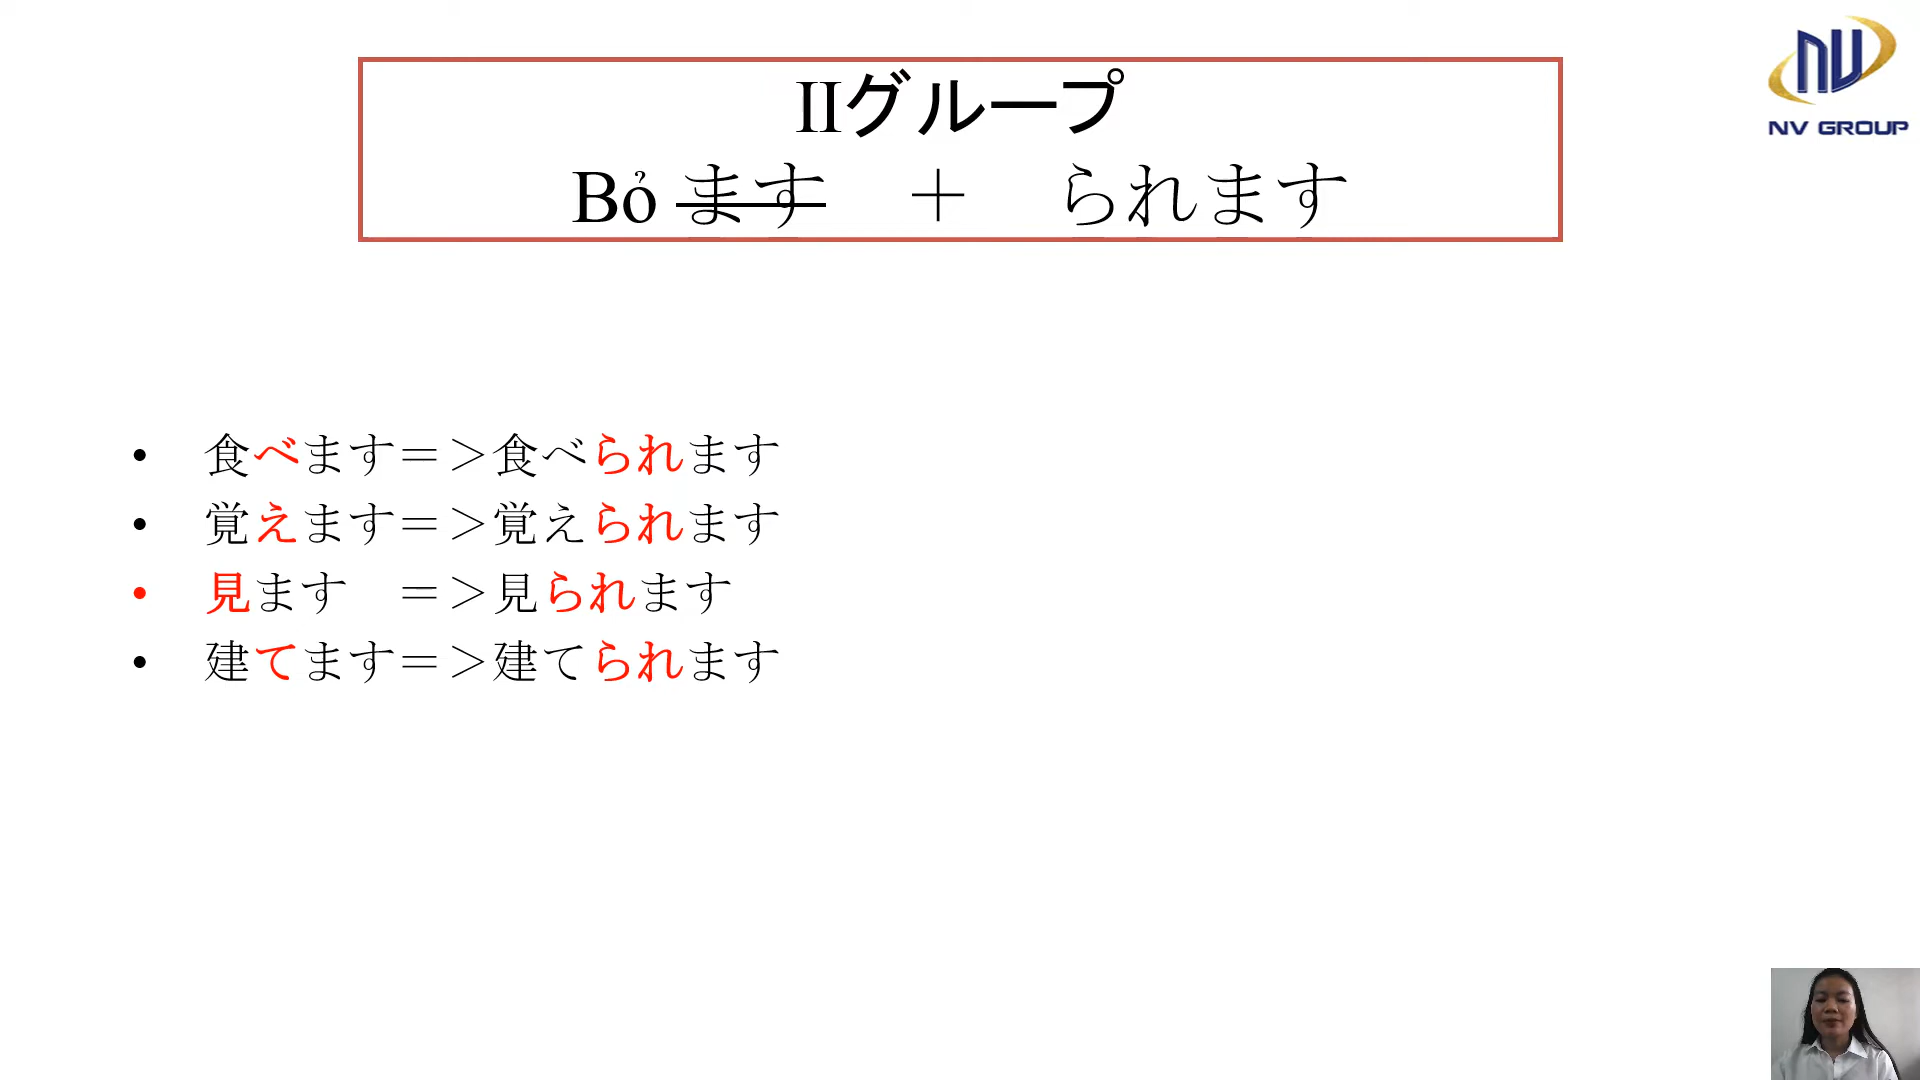 NV GROUP
IIグループ
Bỏ ます　＋　られます
• 食べます＝＞食べられます
• 覚えます＝＞覚えられます
• 見ます　＝＞見られます
• 建てます＝＞建てられます